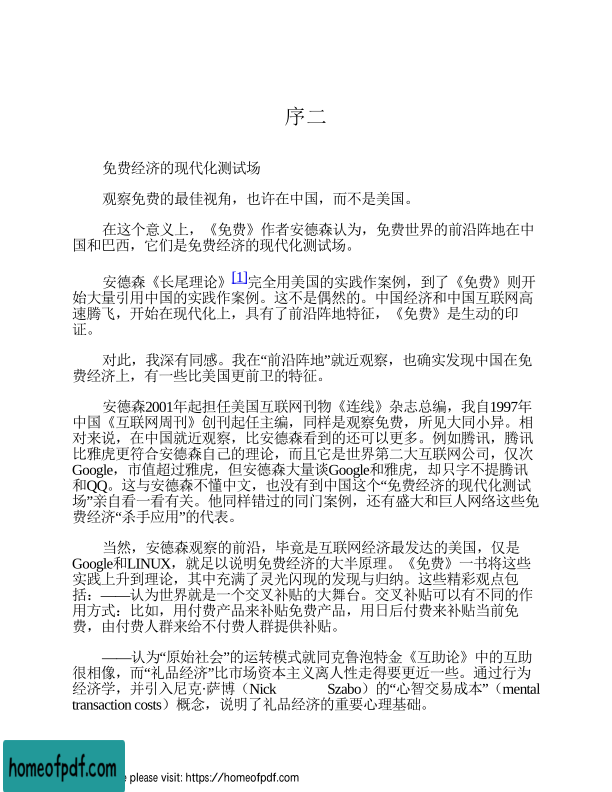 序二
免费经济的现代化测试场
观察免费的最佳视角，也许在中国，而不是美国。
在这个意义上，《免费》作者安德森认为，免费世界的前沿阵地在中
国和巴西，它们是免费经济的现代化测试场。
安德森《长尾理论》[1]完全用美国的实践作案例，到了《免费》则开
始大量引用中国的实践作案例。这不是偶然的。中国经济和中国互联网高
速腾飞，开始在现代化上，具有了前沿阵地特征，《免费》是生动的印
证。
对此，我深有同感。我在“前沿阵地”就近观察，也确实发现中国在免
费经济上，有一些比美国更前卫的特征。
安德森2001年起担任美国互联网刊物《连线》杂志总编，我自1997年
中国《互联网周刊》创刊起任主编，同样是观察免费，所见大同小异。相
对来说，在中国就近观察，比安德森看到的还可以更多。例如腾讯，腾讯
比雅虎更符合安德森自己的理论，而且它是世界第二大互联网公司，仅次
Google，市值超过雅虎，但安德森大量谈Google和雅虎，却只字不提腾讯
和QQ。这与安德森不懂中文，也没有到中国这个“免费经济的现代化测试
场”亲自看一看有关。他同样错过的同门案例，还有盛大和巨人网络这些免
费经济“杀手应用”的代表。
当然，安德森观察的前沿，毕竟是互联网经济最发达的美国，仅是
Google和LINUX，就足以说明免费经济的大半原理。《免费》一书将这些
实践上升到理论，其中充满了灵光闪现的发现与归纳。这些精彩观点包
括：——认为世界就是一个交叉补贴的大舞台。交叉补贴可以有不同的作
用方式：比如，用付费产品来补贴免费产品，用日后付费来补贴当前免
费，由付费人群来给不付费人群提供补贴。
——认为“原始社会”的运转模式就同克鲁泡特金《互助论》中的互助
很相像，而“礼品经济”比市场资本主义离人性走得要更近一些。通过行为
经济学，并引入尼克·萨博（Nick Szabo）的“心智交易成本”（mental
transaction costs）概念，说明了礼品经济的重要心理基础。
homeofpdf.com
e please visit: https://homeofpdf.com